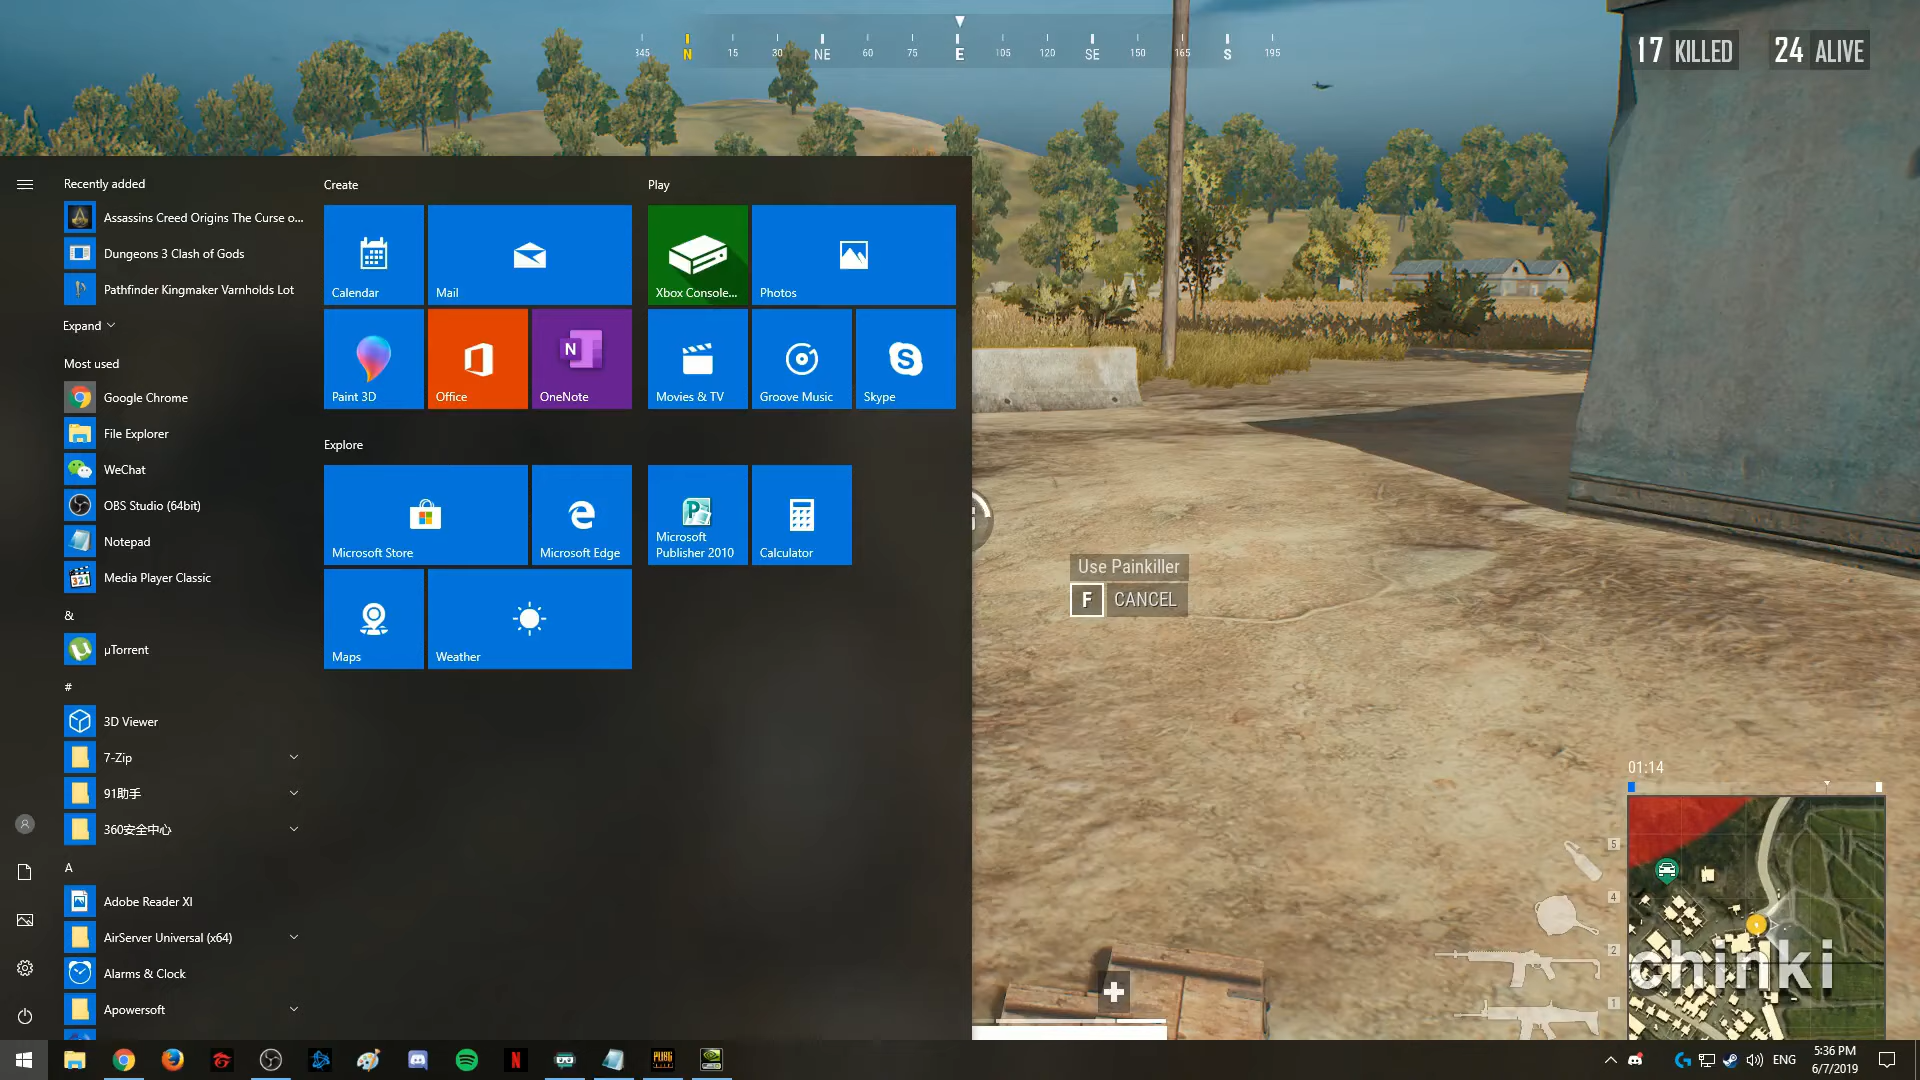 345 N 15 30 NE 60 75 E 105 120 SE 150 165 S 195
17 KILLED 24 ALIVE
Recently added
Assassins Creed Origins The Curse o...
Dungeons 3 Clash of Gods
Pathfinder Kingmaker Varnholds Lot
Expand
Most used
Google Chrome
File Explorer
WeChat
OBS Studio (64bit)
Notepad
Media Player Classic
&
µTorrent
#
3D Viewer
7-Zip
91助手
360安全中心
A
Adobe Reader XI
AirServer Universal (x64)
Alarms & Clock
Apowersoft
Create
Calendar
Mail
Paint 3D
Office
OneNote
Explore
Microsoft Store
Microsoft Edge
Maps
Weather
Play
Xbox Console...
Photos
Movies & TV
Groove Music
Skype
Microsoft
Publisher 2010
Calculator
Use Painkiller
F CANCEL
01:14
5
4
2
1
chinki
ENG
5:36 PM
6/7/2019